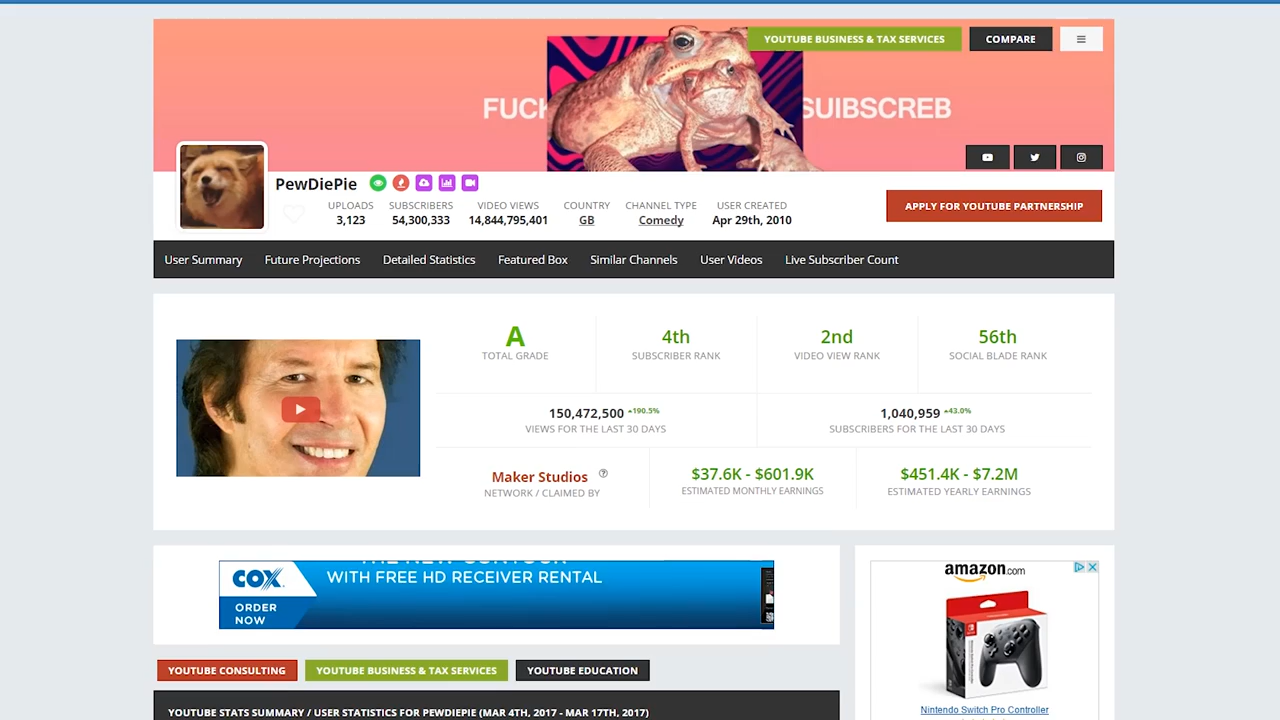 YOUTUBE BUSINESS & TAX SERVICES
COMPARE
FUCK SUIBSCREB
PewDiePie
UPLOADS
3,123
SUBSCRIBERS
54,300,333
VIDEO VIEWS
14,844,795,401
COUNTRY
GB
CHANNEL TYPE
Comedy
USER CREATED
Apr 29th, 2010
APPLY FOR YOUTUBE PARTNERSHIP
User Summary
Future Projections
Detailed Statistics
Featured Box
Similar Channels
User Videos
Live Subscriber Count
A
TOTAL GRADE
4th
SUBSCRIBER RANK
2nd
VIDEO VIEW RANK
56th
SOCIAL BLADE RANK
150,472,500 190.5%
VIEWS FOR THE LAST 30 DAYS
1,040,959 43.0%
SUBSCRIBERS FOR THE LAST 30 DAYS
Maker Studios
NETWORK / CLAIMED BY
$37.6K - $601.9K
ESTIMATED MONTHLY EARNINGS
$451.4K - $7.2M
ESTIMATED YEARLY EARNINGS
COX
ORDER
NOW
THE NEW CONTOUR
WITH FREE HD RECEIVER RENTAL
amazon.com
Nintendo Switch Pro Controller
YOUTUBE CONSULTING
YOUTUBE BUSINESS & TAX SERVICES
YOUTUBE EDUCATION
YOUTUBE STATS SUMMARY / USER STATISTICS FOR PEWDIEPIE (MAR 4TH, 2017 - MAR 17TH, 2017)